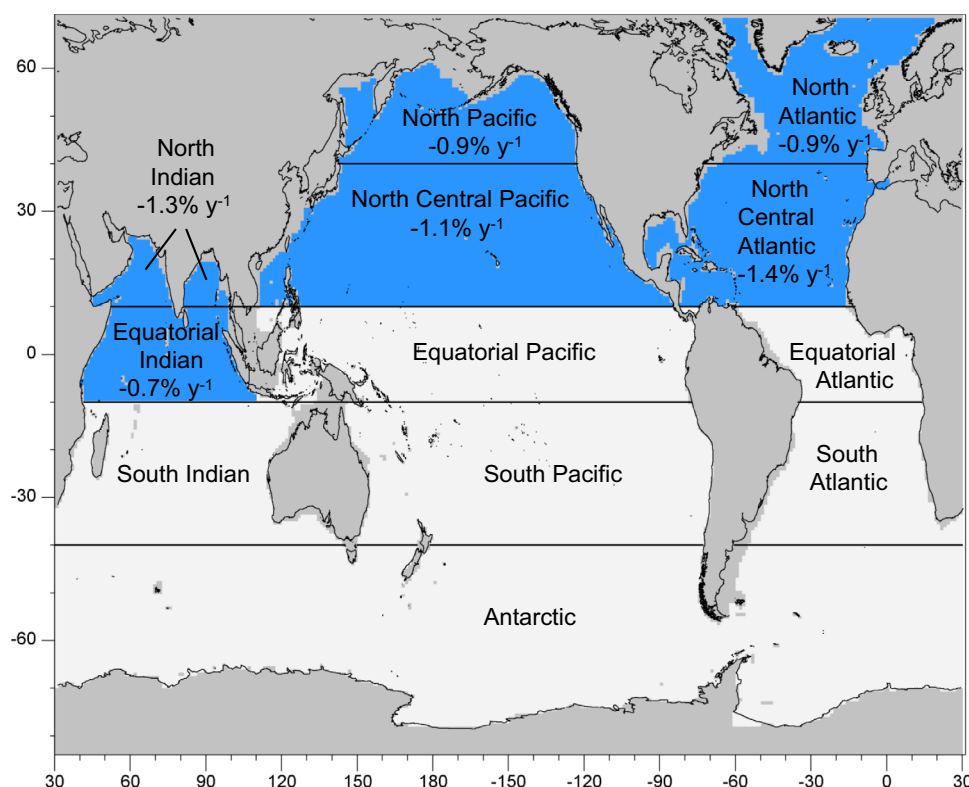 60
30
0
-30
-60
North
Indian
-1.3% y⁻¹
North Pacific
-0.9% y⁻¹
North
Atlantic
-0.9% y⁻¹
North Central Pacific
-1.1% y⁻¹
North
Central
Atlantic
-1.4% y⁻¹
Equatorial
Indian
-0.7% y⁻¹
Equatorial Pacific
Equatorial
Atlantic
South Indian
South Pacific
South
Atlantic
Antarctic
30 60 90 120 150 180 -150 -120 -90 -60 -30 0 30